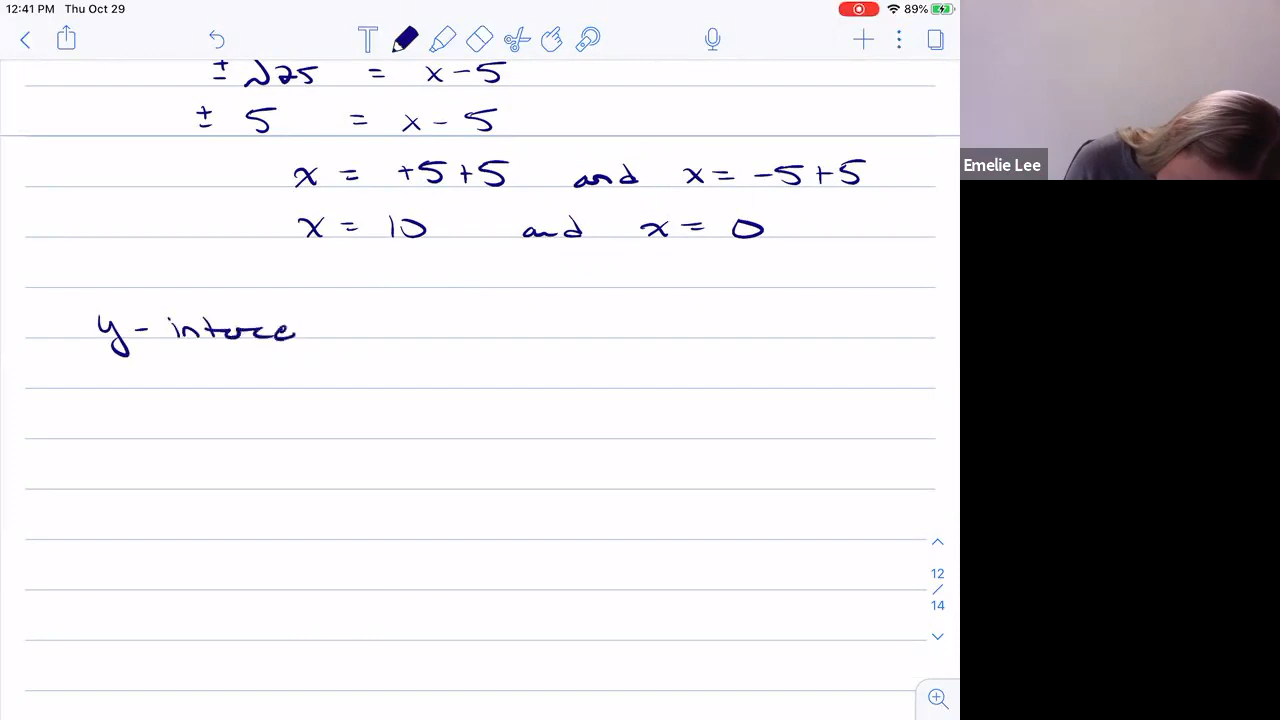 12:41 PM Thu Oct 29
89%
± √25 = x - 5
± 5 = x - 5
x = +5+5 and x = -5+5
x = 10 and x = 0
y - interce
Emelie Lee
12
/
14